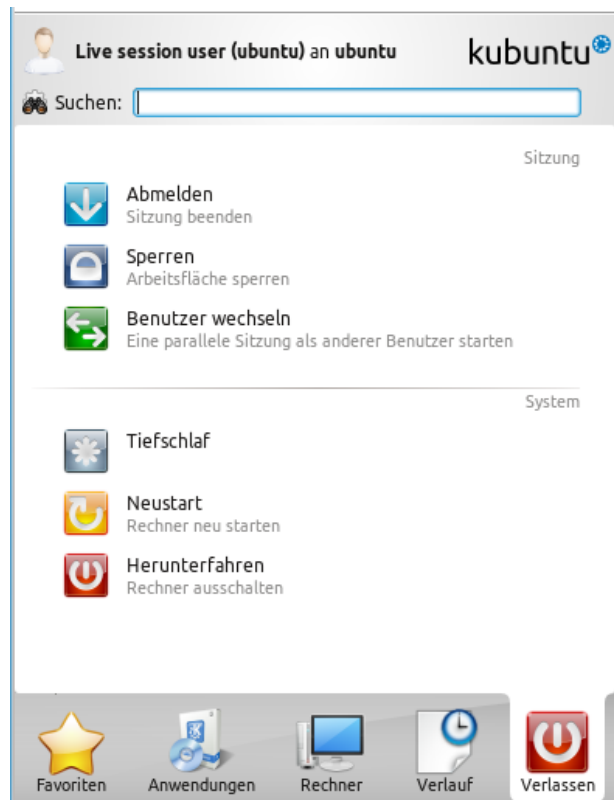 Live session user (ubuntu) an ubuntu
kubuntu
Suchen:
Sitzung
Abmelden
Sitzung beenden
Sperren
Arbeitsfläche sperren
Benutzer wechseln
Eine parallele Sitzung als anderer Benutzer starten
System
Tiefschlaf
Neustart
Rechner neu starten
Herunterfahren
Rechner ausschalten
Favoriten
Anwendungen
Rechner
Verlauf
Verlassen